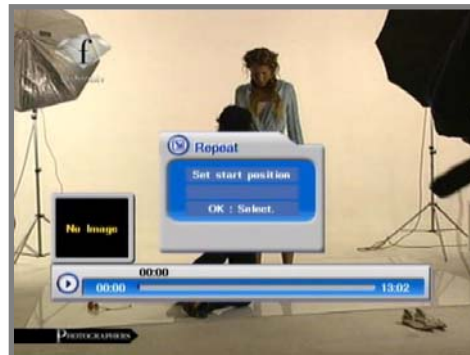 f
Repeat
Set start position
OK : Select.
No Image
00:00
00:00
13:02
PHOTOGRAPHERS